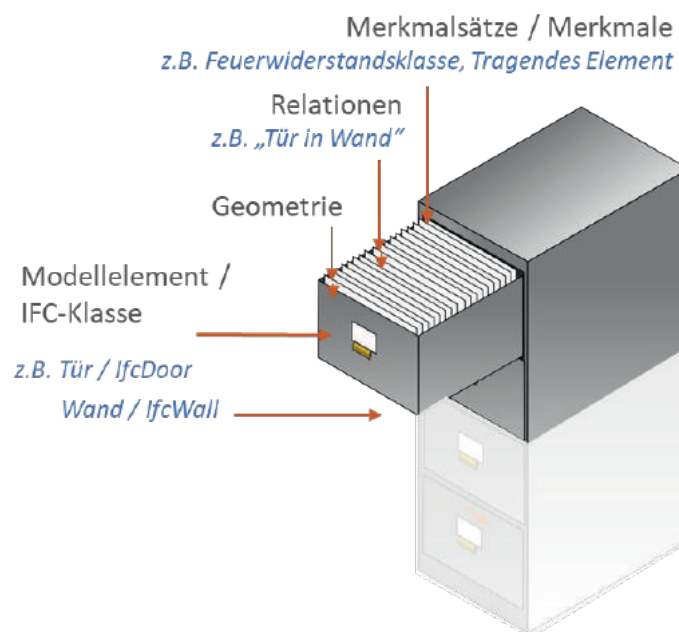 Merkmalsätze / Merkmale
z.B. Feuerwiderstandsklasse, Tragendes Element
Relationen
z.B. „Tür in Wand“
Geometrie
Modellelement /
IFC-Klasse
z.B. Tür / IfcDoor
Wand / IfcWall